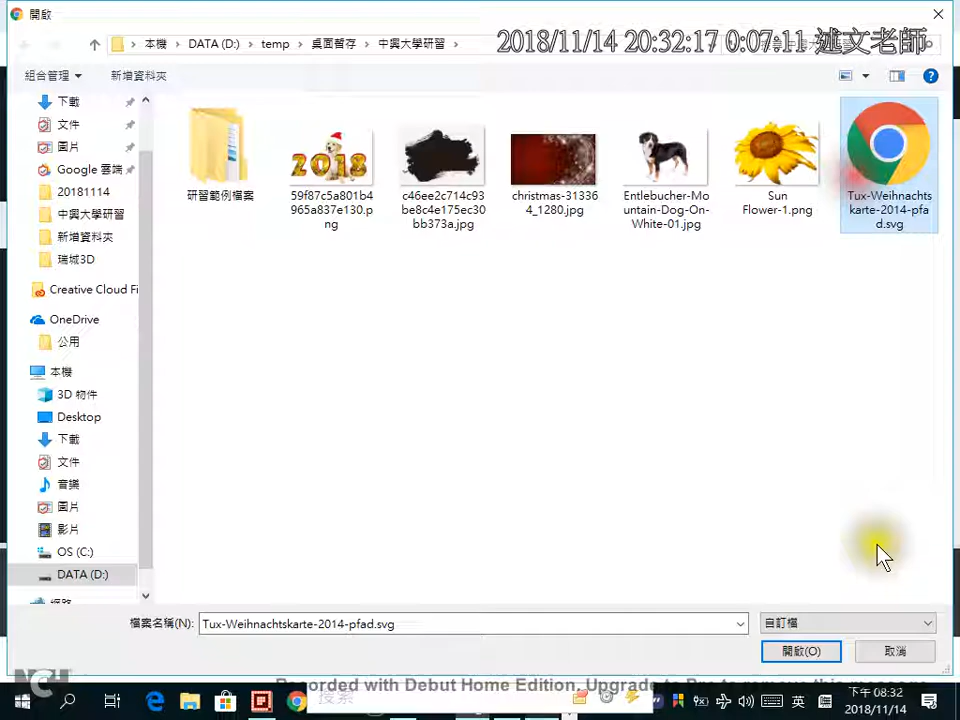 開啟
本機 > DATA (D:) > temp > 桌面暫存 > 中興大學研習 >
2018/11/14 20:32:17 0:07:11 述文老師
組合管理
新增資料夾
下載
文件
圖片
Google 雲端
20181114
中興大學研習
新增資料夾
瑞城3D
Creative Cloud Fi
OneDrive
公用
本機
3D 物件
Desktop
下載
文件
音樂
圖片
影片
OS (C:)
DATA (D:)
網路
研習範例檔案
2018
59f87c5a801b4
965a837e130.p
ng
c46ee2c714c93
be8c4e175ec30
bb373a.jpg
christmas-31336
4_1280.jpg
Entlebucher-Mo
untain-Dog-On-
White-01.jpg
Sun
Flower-1.png
Tux-Weihnachts
karte-2014-pfa
d.svg
檔案名稱(N):
Tux-Weihnachtskarte-2014-pfad.svg
自訂檔
開啟(O)
取消
NCH
Recorded with Debut Home Edition. Upgrade to Pro to remove this message
搜索
英
下午 08:32
2018/11/14